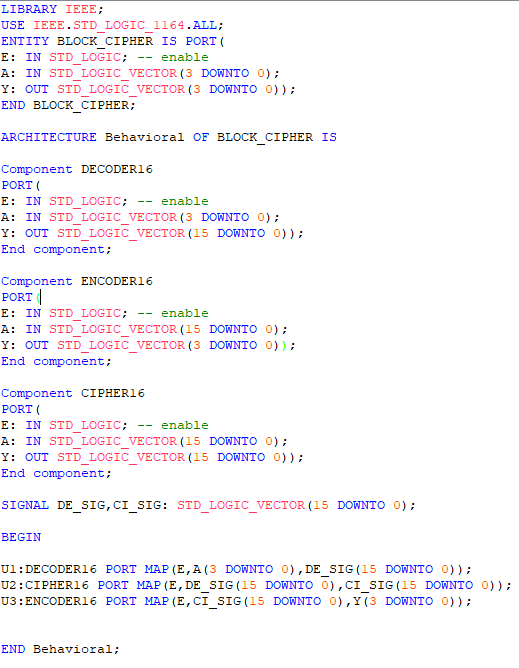 LIBRARY IEEE;
USE IEEE.STD_LOGIC_1164.ALL;
ENTITY BLOCK_CIPHER IS PORT(
E: IN STD_LOGIC; -- enable
A: IN STD_LOGIC_VECTOR(3 DOWNTO 0);
Y: OUT STD_LOGIC_VECTOR(3 DOWNTO 0));
END BLOCK_CIPHER;
ARCHITECTURE Behavioral OF BLOCK_CIPHER IS
Component DECODER16
PORT(
E: IN STD_LOGIC; -- enable
A: IN STD_LOGIC_VECTOR(3 DOWNTO 0);
Y: OUT STD_LOGIC_VECTOR(15 DOWNTO 0));
End component;
Component ENCODER16
PORT(
E: IN STD_LOGIC; -- enable
A: IN STD_LOGIC_VECTOR(15 DOWNTO 0);
Y: OUT STD_LOGIC_VECTOR(3 DOWNTO 0));
End component;
Component CIPHER16
PORT(
E: IN STD_LOGIC; -- enable
A: IN STD_LOGIC_VECTOR(15 DOWNTO 0);
Y: OUT STD_LOGIC_VECTOR(15 DOWNTO 0));
End component;
SIGNAL DE_SIG,CI_SIG: STD_LOGIC_VECTOR(15 DOWNTO 0);
BEGIN
U1:DECODER16 PORT MAP(E,A(3 DOWNTO 0),DE_SIG(15 DOWNTO 0));
U2:CIPHER16 PORT MAP(E,DE_SIG(15 DOWNTO 0),CI_SIG(15 DOWNTO 0));
U3:ENCODER16 PORT MAP(E,CI_SIG(15 DOWNTO 0),Y(3 DOWNTO 0));
END Behavioral;